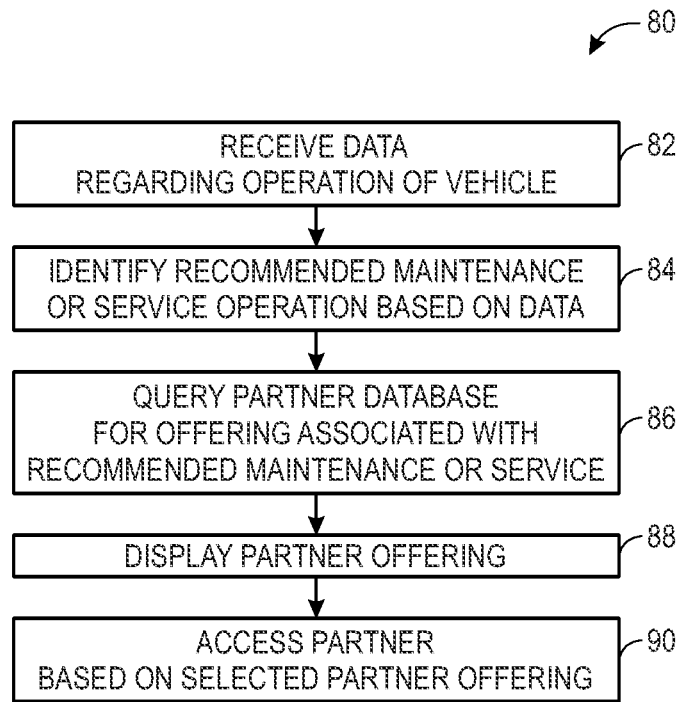 80
RECEIVE DATA
REGARDING OPERATION OF VEHICLE
82
IDENTIFY RECOMMENDED MAINTENANCE
OR SERVICE OPERATION BASED ON DATA
84
QUERY PARTNER DATABASE
FOR OFFERING ASSOCIATED WITH
RECOMMENDED MAINTENANCE OR SERVICE
86
DISPLAY PARTNER OFFERING
88
ACCESS PARTNER
BASED ON SELECTED PARTNER OFFERING
90